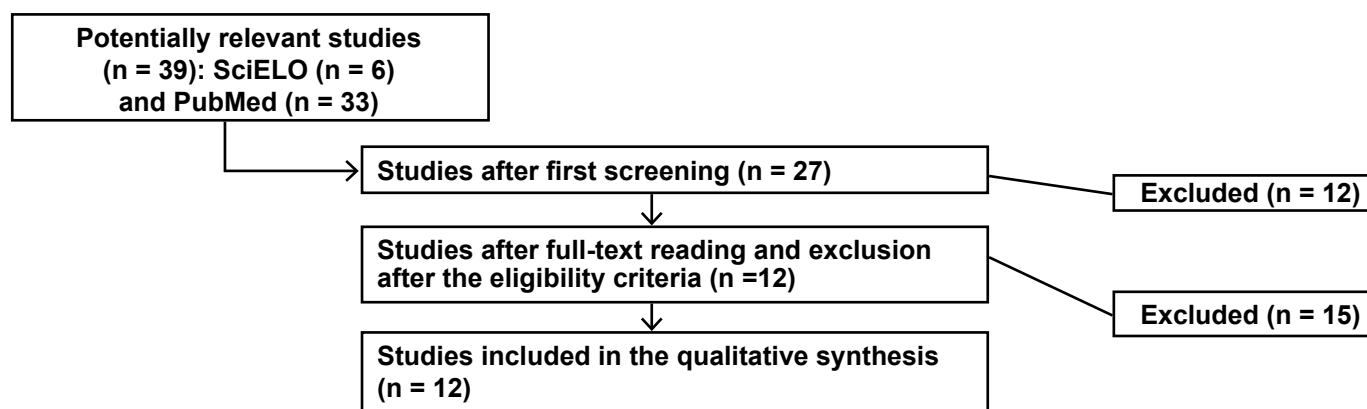 Potentially relevant studies
(n = 39): SciELO (n = 6)
and PubMed (n = 33)
Studies after first screening (n = 27)
Excluded (n = 12)
Studies after full-text reading and exclusion
after the eligibility criteria (n =12)
Excluded (n = 15)
Studies included in the qualitative synthesis
(n = 12)